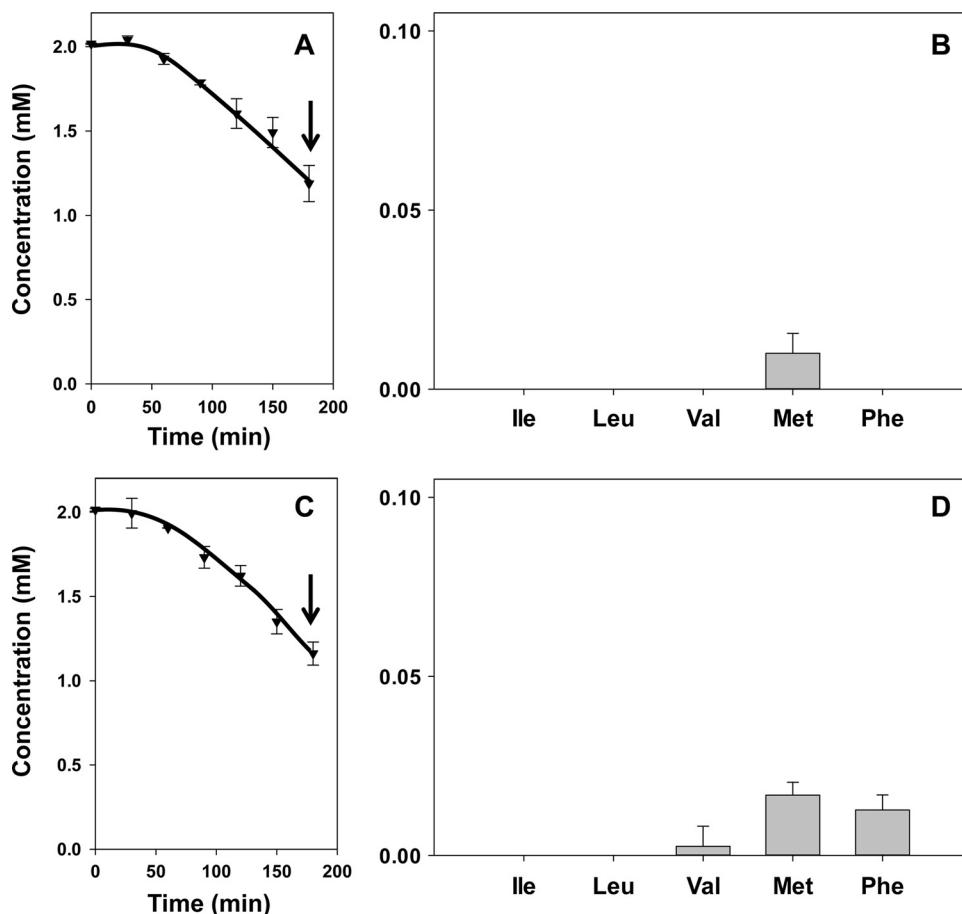 A
Concentration (mM)
2.0
1.5
1.0
0.5
0.0
0 50 100 150 200
Time (min)
B
0.10
0.05
0.00
Ile Leu Val Met Phe
C
Concentration (mM)
2.0
1.5
1.0
0.5
0.0
0 50 100 150 200
Time (min)
D
0.10
0.05
0.00
Ile Leu Val Met Phe